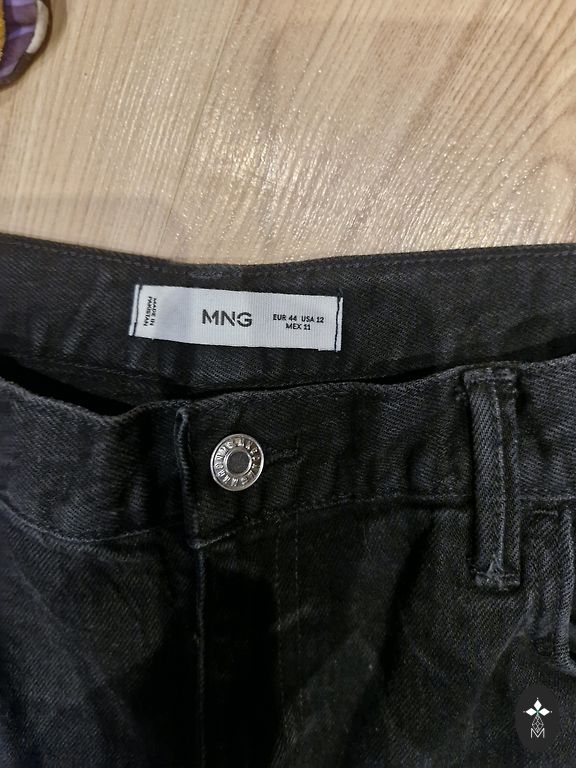 MADE IN
PAKISTAN
MNG
EUR 44 USA 12
MEX 11